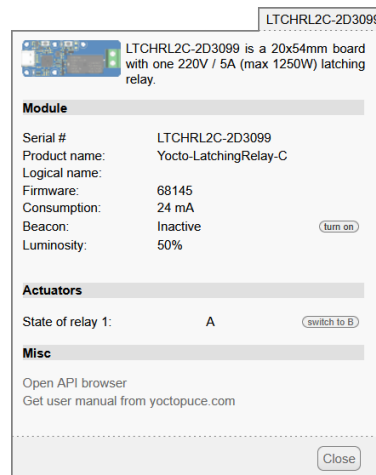 LTCHRL2C-2D3099
LTCHRL2C-2D3099 is a 20x54mm board
with one 220V / 5A (max 1250W) latching
relay.
Module
Serial # LTCHRL2C-2D3099
Product name: Yocto-LatchingRelay-C
Logical name:
Firmware: 68145
Consumption: 24 mA
Beacon: Inactive turn on
Luminosity: 50%
Actuators
State of relay 1: A switch to B
Misc
Open API browser
Get user manual from yoctopuce.com
Close